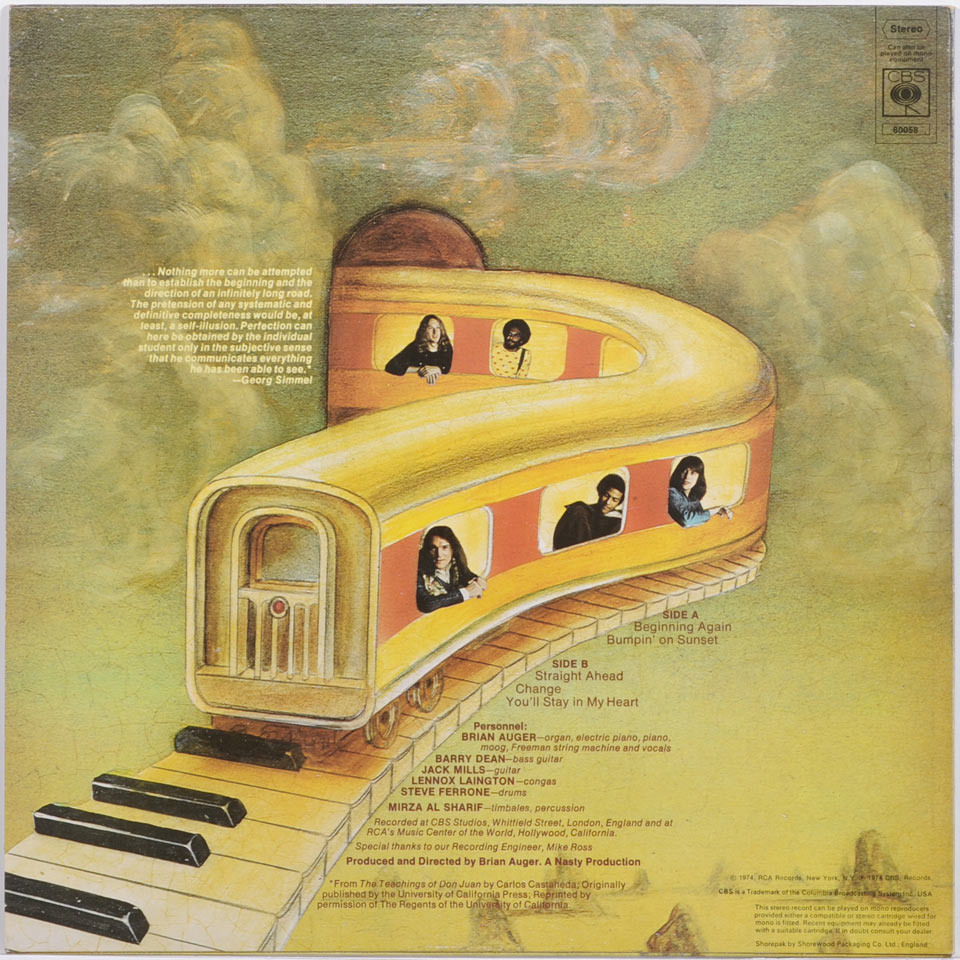 Stereo
Can also be
played on mono
equipment
CBS
80058
. . . Nothing more can be attempted
than to establish the beginning and the
direction of an infinitely long road.
The pretension of any systematic and
definitive completeness would be, at
least, a self-illusion. Perfection can
here be obtained by the individual
student only in the subjective sense
that he communicates everything
he has been able to see.*
—Georg Simmel
SIDE A
Beginning Again
Bumpin' on Sunset
SIDE B
Straight Ahead
Change
You'll Stay in My Heart
Personnel:
BRIAN AUGER—organ, electric piano, piano,
moog, Freeman string machine and vocals
BARRY DEAN—bass guitar
JACK MILLS—guitar
LENNOX LAINGTON—congas
STEVE FERRONE—drums
MIRZA AL SHARIF—timbales, percussion
Recorded at CBS Studios, Whitfield Street, London, England and at
RCA's Music Center of the World, Hollywood, California.
Special thanks to our Recording Engineer, Mike Ross
Produced and Directed by Brian Auger. A Nasty Production
*From The Teachings of Don Juan by Carlos Castañeda; Originally
published by the University of California Press; Reprinted by
permission of The Regents of the University of California.
© 1974, RCA Records, New York, N.Y. ℗ 1974 CBS, Records,
CBS is a Trademark of the Columbia Broadcasting System, Inc, USA
This stereo record can be played on mono reproducers
provided either a compatible or stereo cartridge wired for
mono is fitted. Recent equipment may already be fitted
with a suitable cartridge. If in doubt consult your dealer.
Shorepak by Shorewood Packaging Co. Ltd., England